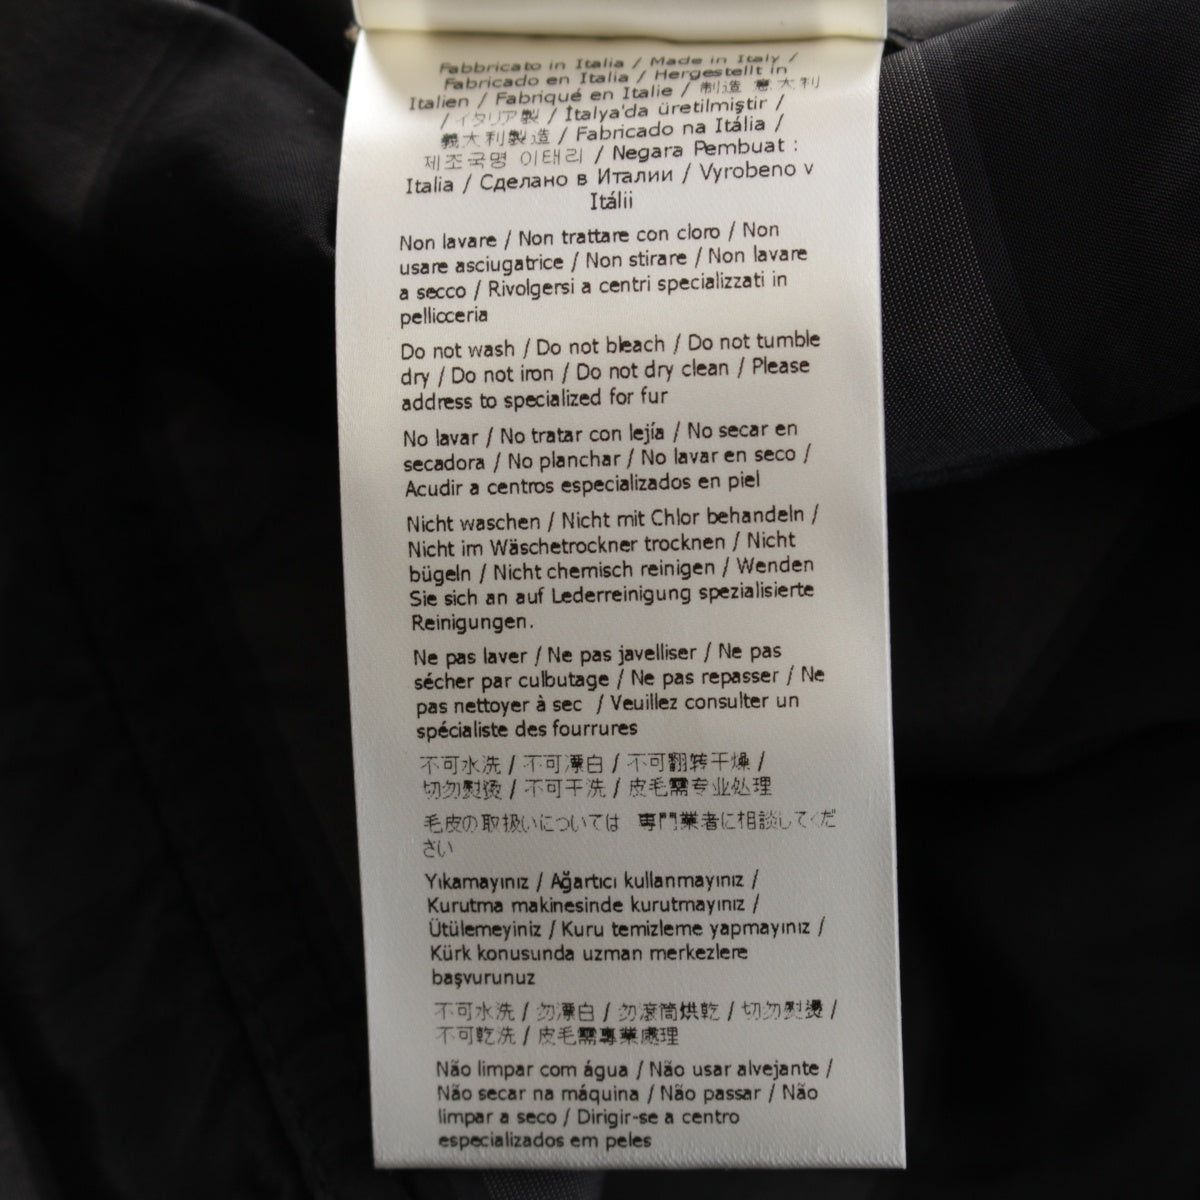 Fabbricato in Italia / Made in Italy /
Fabricado en Italia / Hergestellt in
Italien / Fabriqué en Italie / 制造 意大利
/ イタリア製 / İtalya'da üretilmiştir /
義大利製造 / Fabricado na Itália /
제조국명 이태리 / Negara Pembuat :
Italia / Сделано в Италии / Vyrobeno v
Itálii
Non lavare / Non trattare con cloro / Non
usare asciugatrice / Non stirare / Non lavare
a secco / Rivolgersi a centri specializzati in
pellicceria
Do not wash / Do not bleach / Do not tumble
dry / Do not iron / Do not dry clean / Please
address to specialized for fur
No lavar / No tratar con lejía / No secar en
secadora / No planchar / No lavar en seco /
Acudir a centros especializados en piel
Nicht waschen / Nicht mit Chlor behandeln /
Nicht im Wäschetrockner trocknen / Nicht
bügeln / Nicht chemisch reinigen / Wenden
Sie sich an auf Lederreinigung spezialisierte
Reinigungen.
Ne pas laver / Ne pas javelliser / Ne pas
sécher par culbutage / Ne pas repasser / Ne
pas nettoyer à sec / Veuillez consulter un
spécialiste des fourrures
不可水洗 / 不可漂白 / 不可翻转干燥 /
切勿熨烫 / 不可干洗 / 皮毛需专业处理
毛皮の取扱いについては 専門業者に相談してくだ
さい
Yıkamayınız / Ağartıcı kullanmayınız /
Kurutma makinesinde kurutmayınız /
Ütülemeyiniz / Kuru temizleme yapmayınız /
Kürk konusunda uzman merkezlere
başvurunuz
不可水洗 / 勿漂白 / 勿滾筒烘乾 / 切勿熨燙 /
不可乾洗 / 皮毛需專業處理
Não limpar com água / Não usar alvejante /
Não secar na máquina / Não passar / Não
limpar a seco / Dirigir-se a centro
especializados em peles